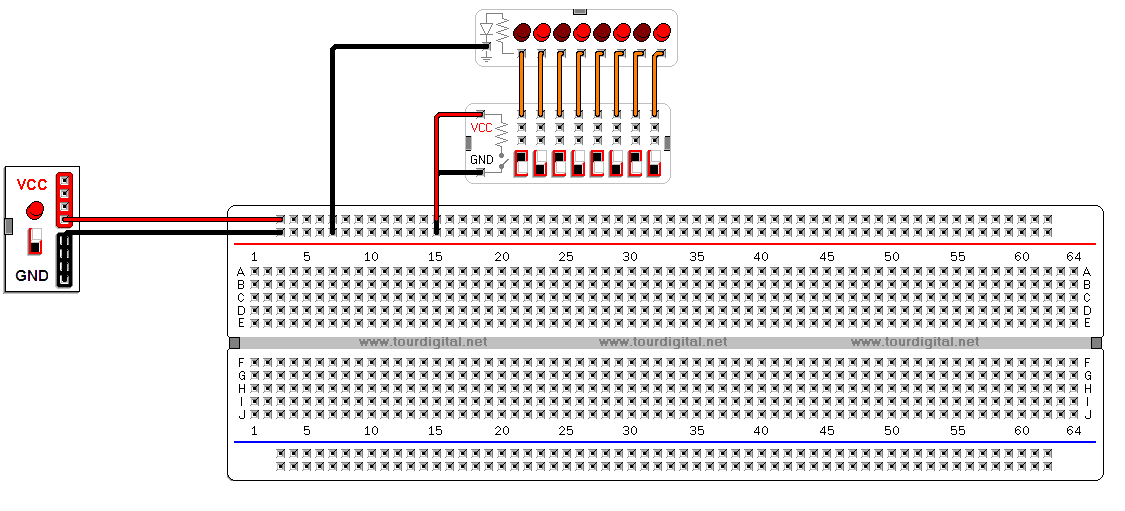 VCC
GND
VCC
GND
1 5 10 15 20 25 30 35 40 45 50 55 60 64
A A
B B
C C
D D
E E
www.tourdigital.net www.tourdigital.net www.tourdigital.net
F F
G G
H H
I I
J J
1 5 10 15 20 25 30 35 40 45 50 55 60 64